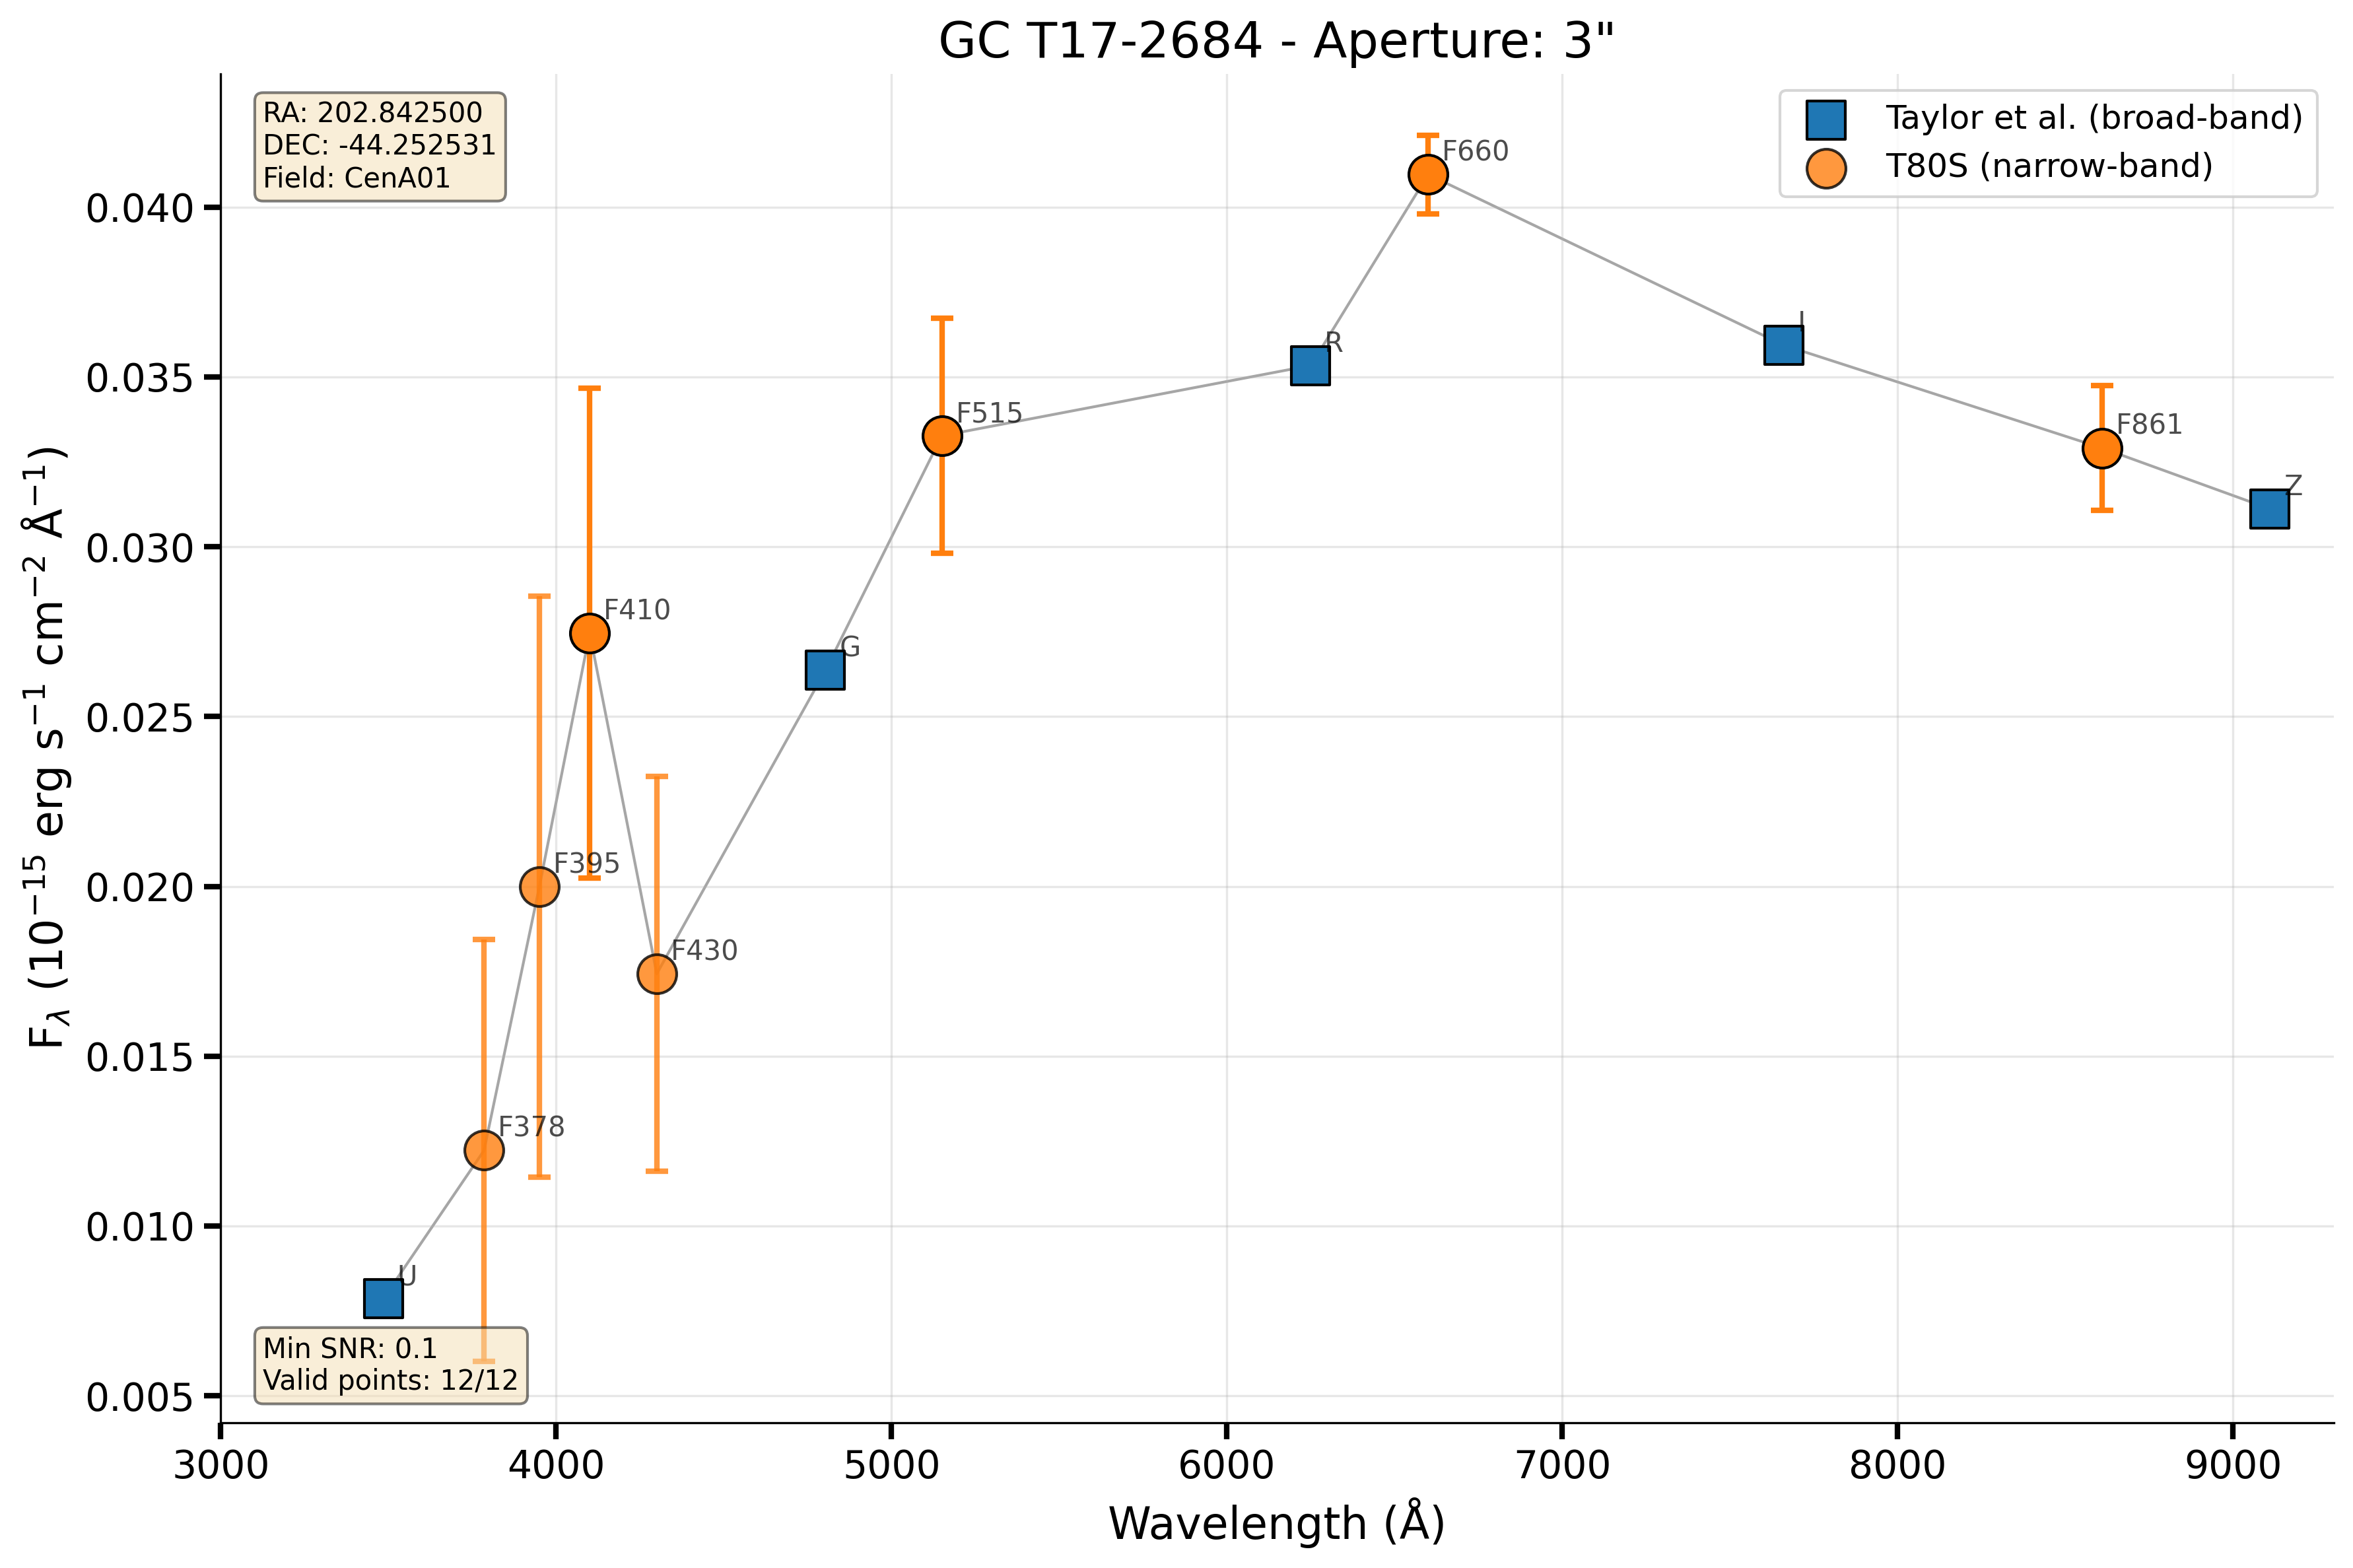 GC T17-2684 - Aperture: 3"
RA: 202.842500
DEC: -44.252531
Field: CenA01
Taylor et al. (broad-band)
T80S (narrow-band)
F660
I
R
F861
F515
Z
F410
G
F395
F430
F378
U
Min SNR: 0.1
Valid points: 12/12
0.040
0.035
0.030
0.025
0.020
0.015
0.010
0.005
F_λ (10⁻¹⁵ erg s⁻¹ cm⁻² Å⁻¹)
3000 4000 5000 6000 7000 8000 9000
Wavelength (Å)